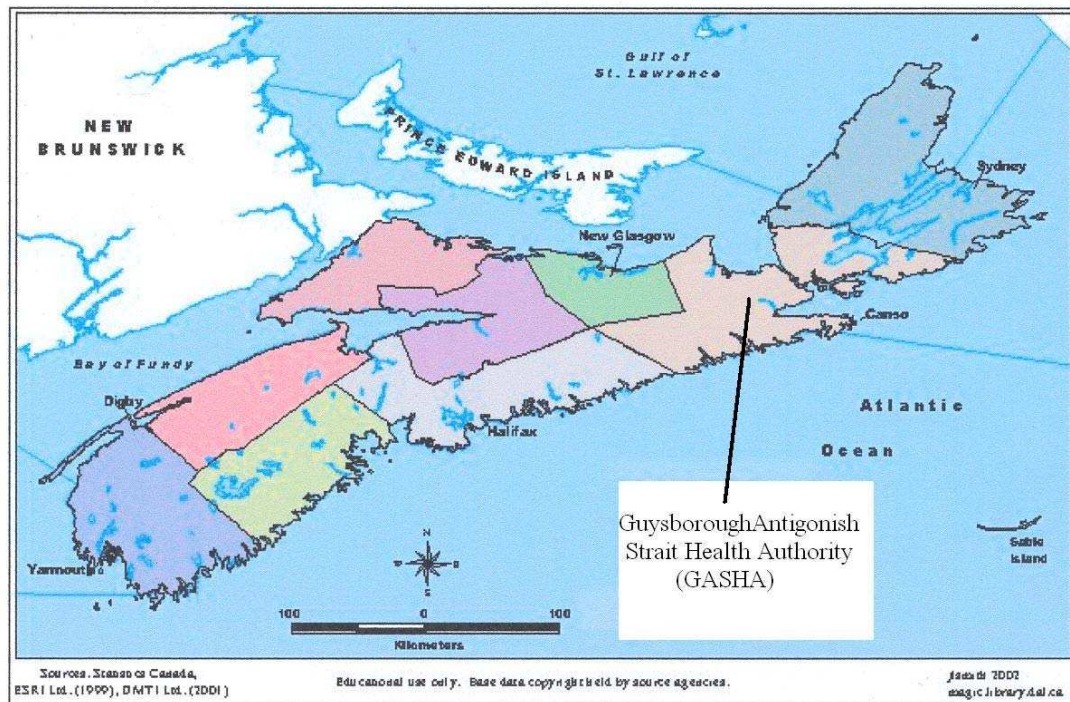 Gulf of
St. Lawrence
NEW
BRUNSWICK
PRINCE EDWARD ISLAND
Sydney
New Glasgow
Canso
Bay of Fundy
Digby
Atlantic
Halifax
Ocean
GuysboroughAntigonish
Strait Health Authority
(GASHA)
Sable
Island
Yarmouth
N
S
100 0 100
Kilometers
Sources. Statistics Canada,
ESRI Ltd. (1999), DMTI Ltd. (2001)
Educational use only. Base data copyright held by source agencies.
2002
magic.library.dal.ca